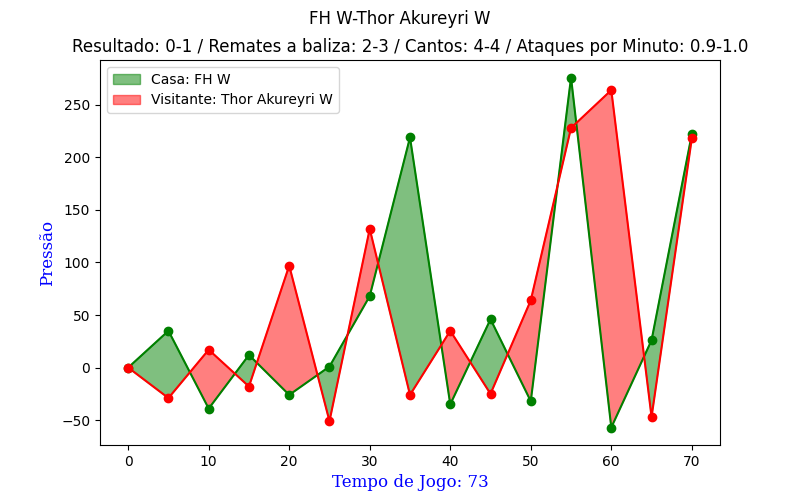 FH W-Thor Akureyri W
Resultado: 0-1 / Remates a baliza: 2-3 / Cantos: 4-4 / Ataques por Minuto: 0.9-1.0
Casa: FH W
Visitante: Thor Akureyri W
250
200
150
100
50
0
−50
Pressão
0 10 20 30 40 50 60 70
Tempo de Jogo: 73